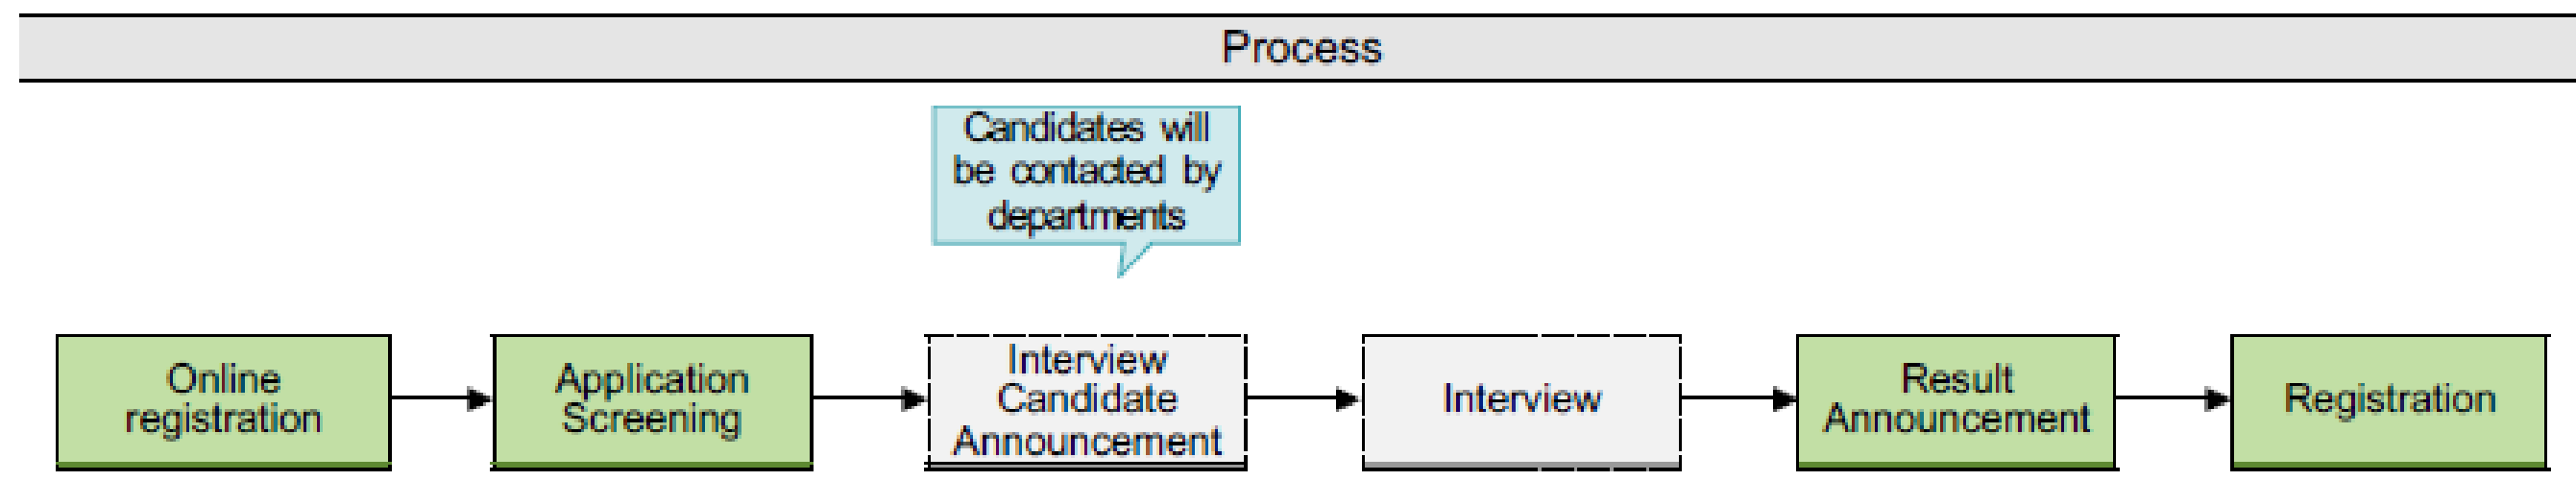 Process
Candidates will
be contacted by
departments
Online
registration
Application
Screening
Interview
Candidate
Announcement
Interview
Result
Announcement
Registration